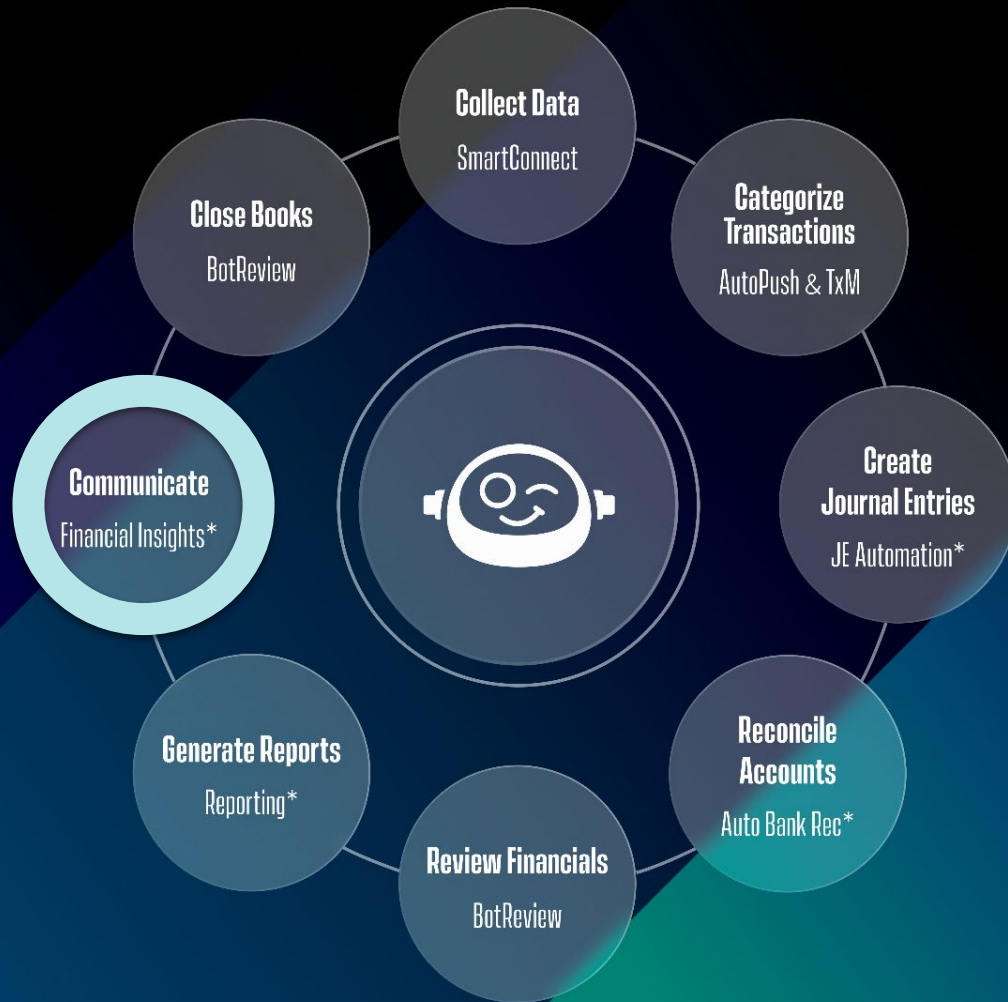 Collect Data
SmartConnect
Categorize
Transactions
AutoPush & TxM
Create
Journal Entries
JE Automation*
Reconcile
Accounts
Auto Bank Rec*
Review Financials
BotReview
Generate Reports
Reporting*
Communicate
Financial Insights*
Close Books
BotReview